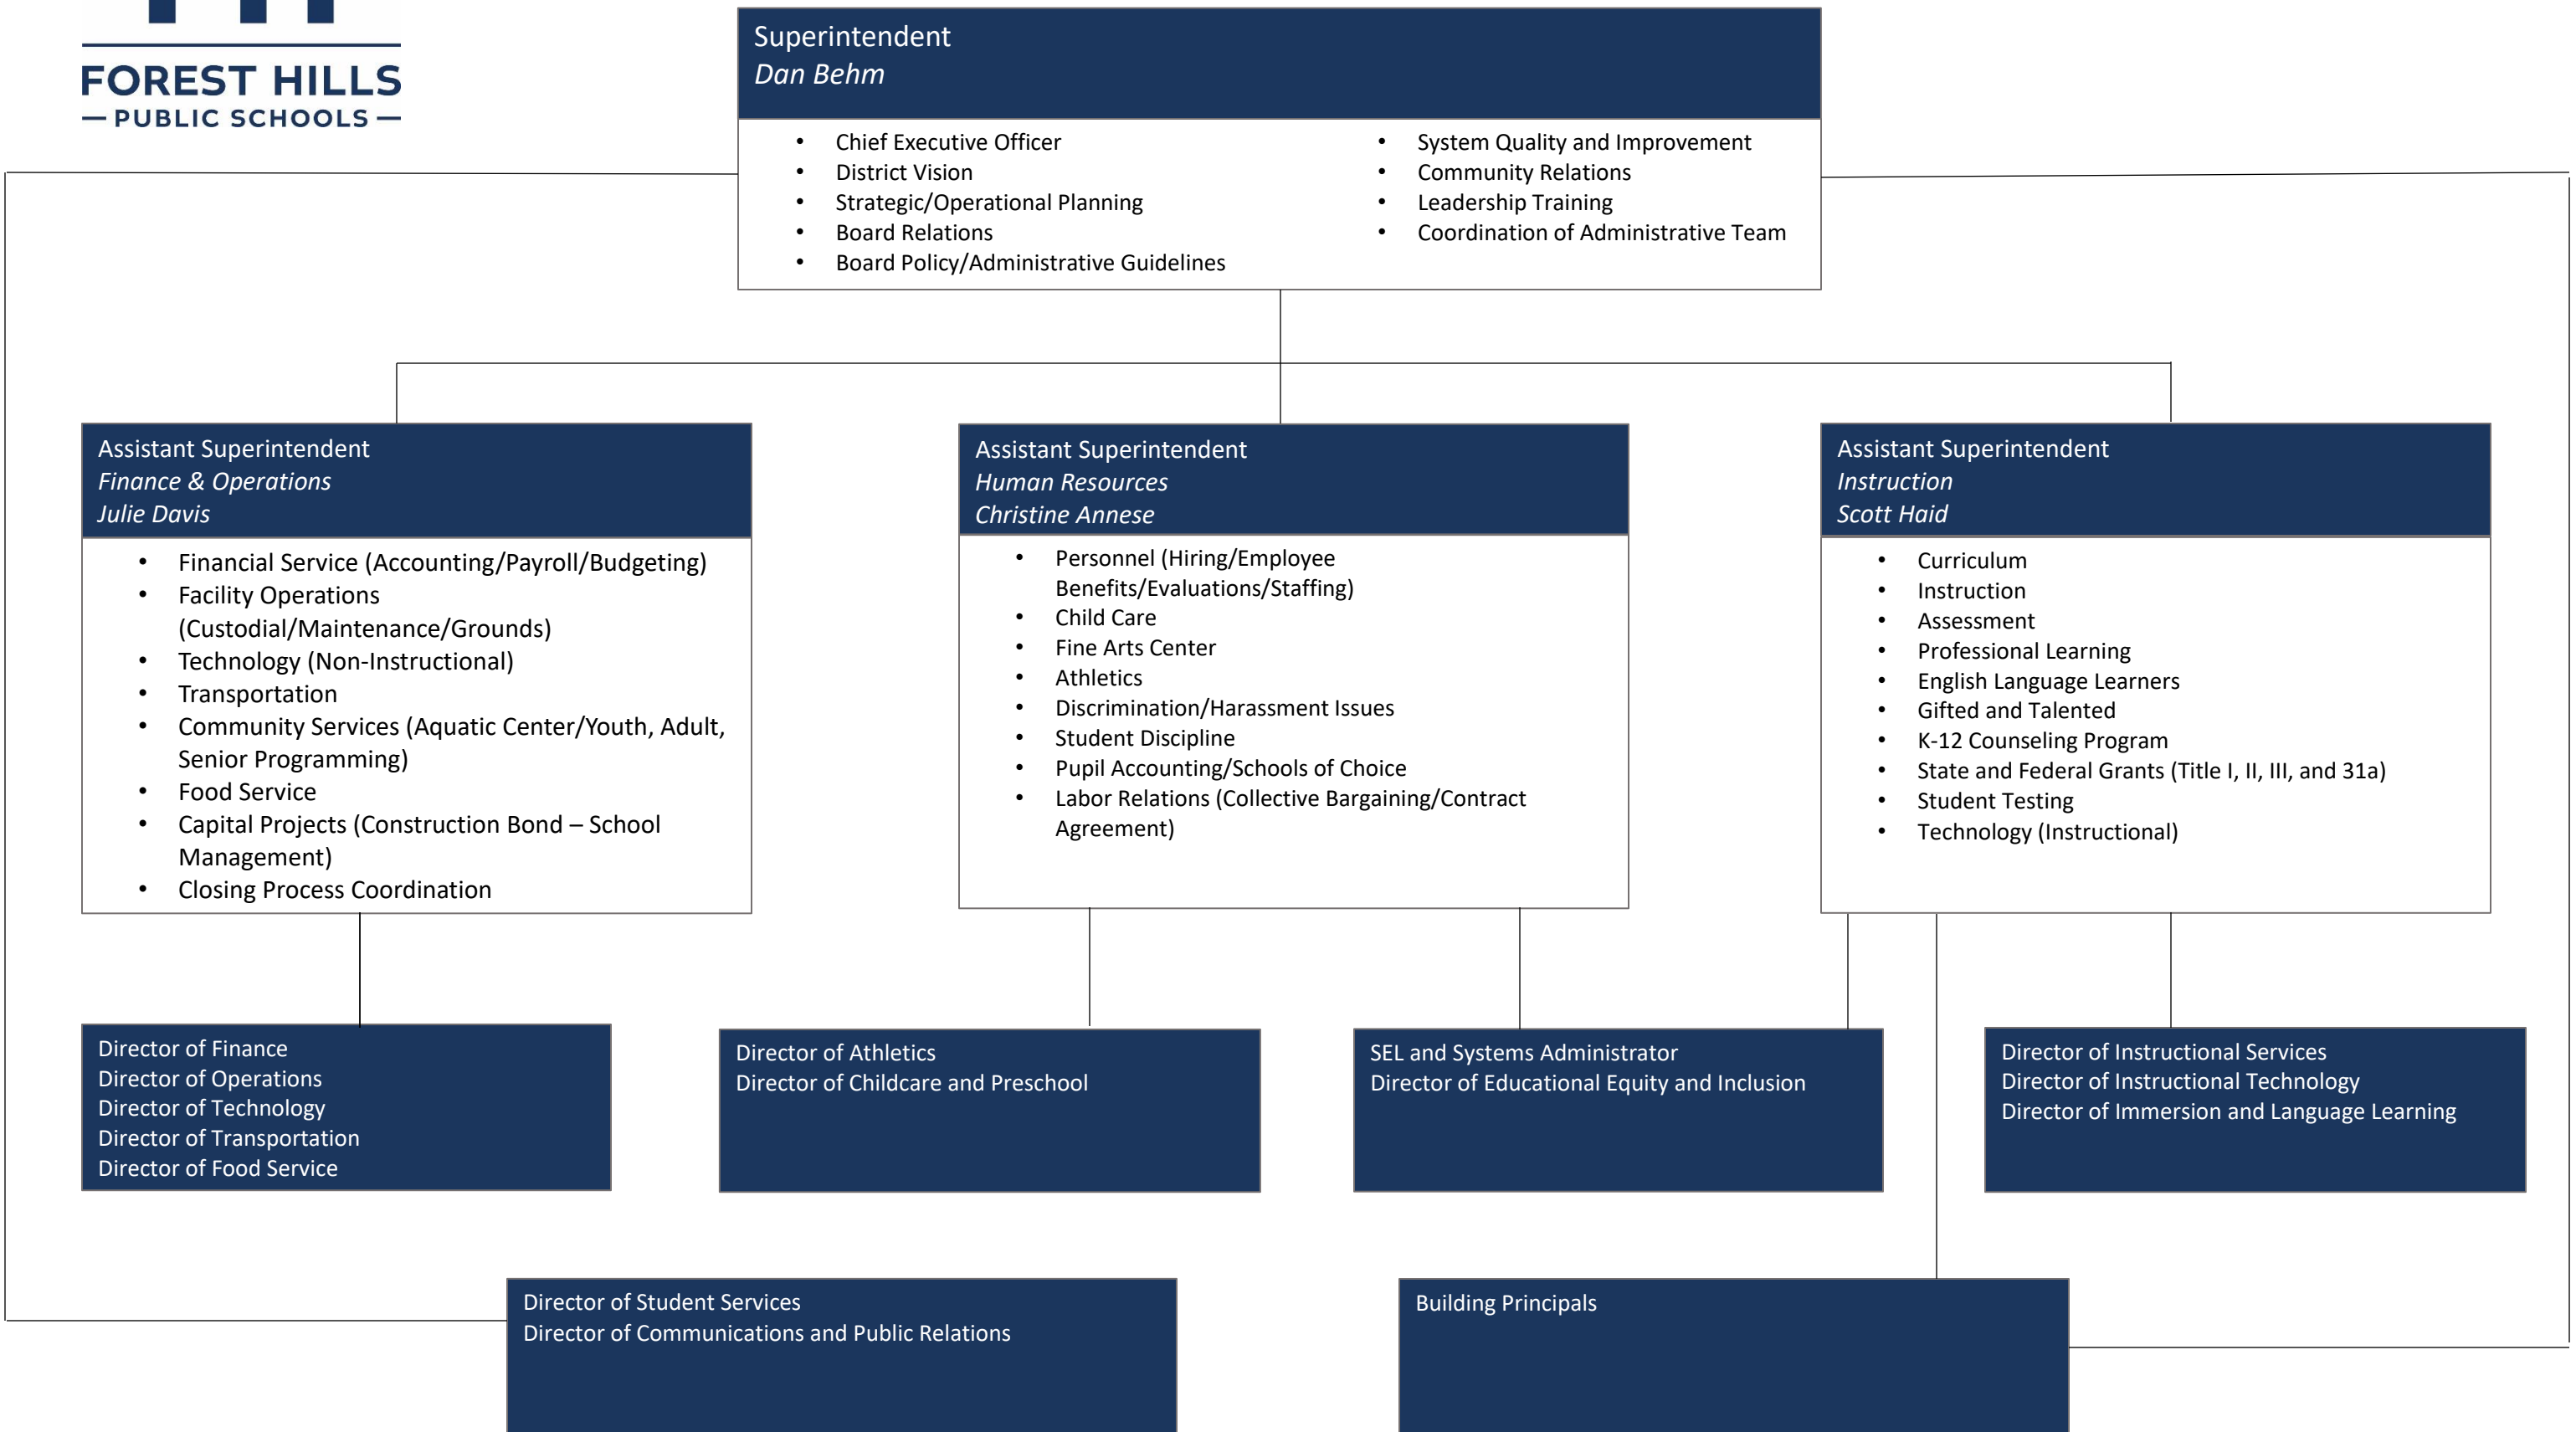 FOREST HILLS
— PUBLIC SCHOOLS —
Superintendent
Dan Behm
• Chief Executive Officer
• District Vision
• Strategic/Operational Planning
• Board Relations
• Board Policy/Administrative Guidelines
• System Quality and Improvement
• Community Relations
• Leadership Training
• Coordination of Administrative Team
Assistant Superintendent
Finance & Operations
Julie Davis
• Financial Service (Accounting/Payroll/Budgeting)
• Facility Operations
(Custodial/Maintenance/Grounds)
• Technology (Non-Instructional)
• Transportation
• Community Services (Aquatic Center/Youth, Adult,
Senior Programming)
• Food Service
• Capital Projects (Construction Bond – School
Management)
• Closing Process Coordination
Assistant Superintendent
Human Resources
Christine Annese
• Personnel (Hiring/Employee
Benefits/Evaluations/Staffing)
• Child Care
• Fine Arts Center
• Athletics
• Discrimination/Harassment Issues
• Student Discipline
• Pupil Accounting/Schools of Choice
• Labor Relations (Collective Bargaining/Contract
Agreement)
Assistant Superintendent
Instruction
Scott Haid
• Curriculum
• Instruction
• Assessment
• Professional Learning
• English Language Learners
• Gifted and Talented
• K-12 Counseling Program
• State and Federal Grants (Title I, II, III, and 31a)
• Student Testing
• Technology (Instructional)
Director of Finance
Director of Operations
Director of Technology
Director of Transportation
Director of Food Service
Director of Athletics
Director of Childcare and Preschool
SEL and Systems Administrator
Director of Educational Equity and Inclusion
Director of Instructional Services
Director of Instructional Technology
Director of Immersion and Language Learning
Director of Student Services
Director of Communications and Public Relations
Building Principals